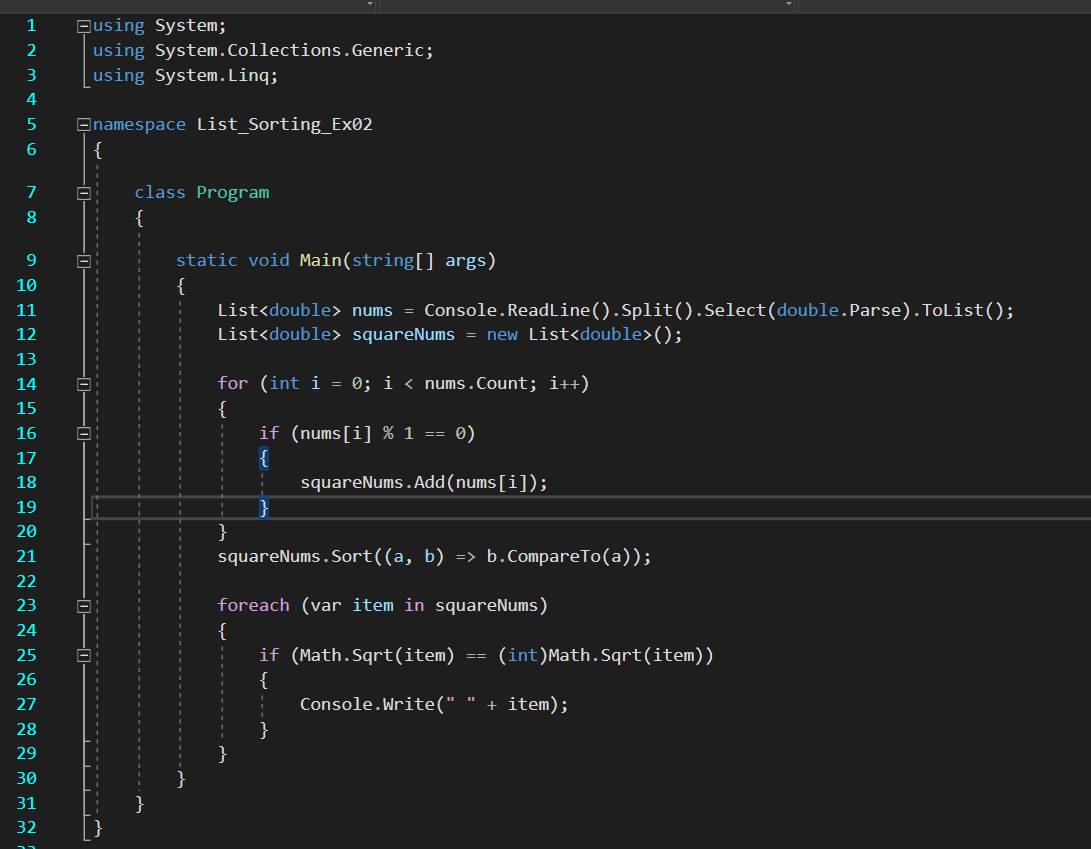 1 using System;
2 using System.Collections.Generic;
3 using System.Linq;
4
5 namespace List_Sorting_Ex02
6 {
7 class Program
8 {
9 static void Main(string[] args)
10 {
11 List<double> nums = Console.ReadLine().Split().Select(double.Parse).ToList();
12 List<double> squareNums = new List<double>();
13
14 for (int i = 0; i < nums.Count; i++)
15 {
16 if (nums[i] % 1 == 0)
17 {
18 squareNums.Add(nums[i]);
19 }
20 }
21 squareNums.Sort((a, b) => b.CompareTo(a));
22
23 foreach (var item in squareNums)
24 {
25 if (Math.Sqrt(item) == (int)Math.Sqrt(item))
26 {
27 Console.Write(" " + item);
28 }
29 }
30 }
31 }
32 }